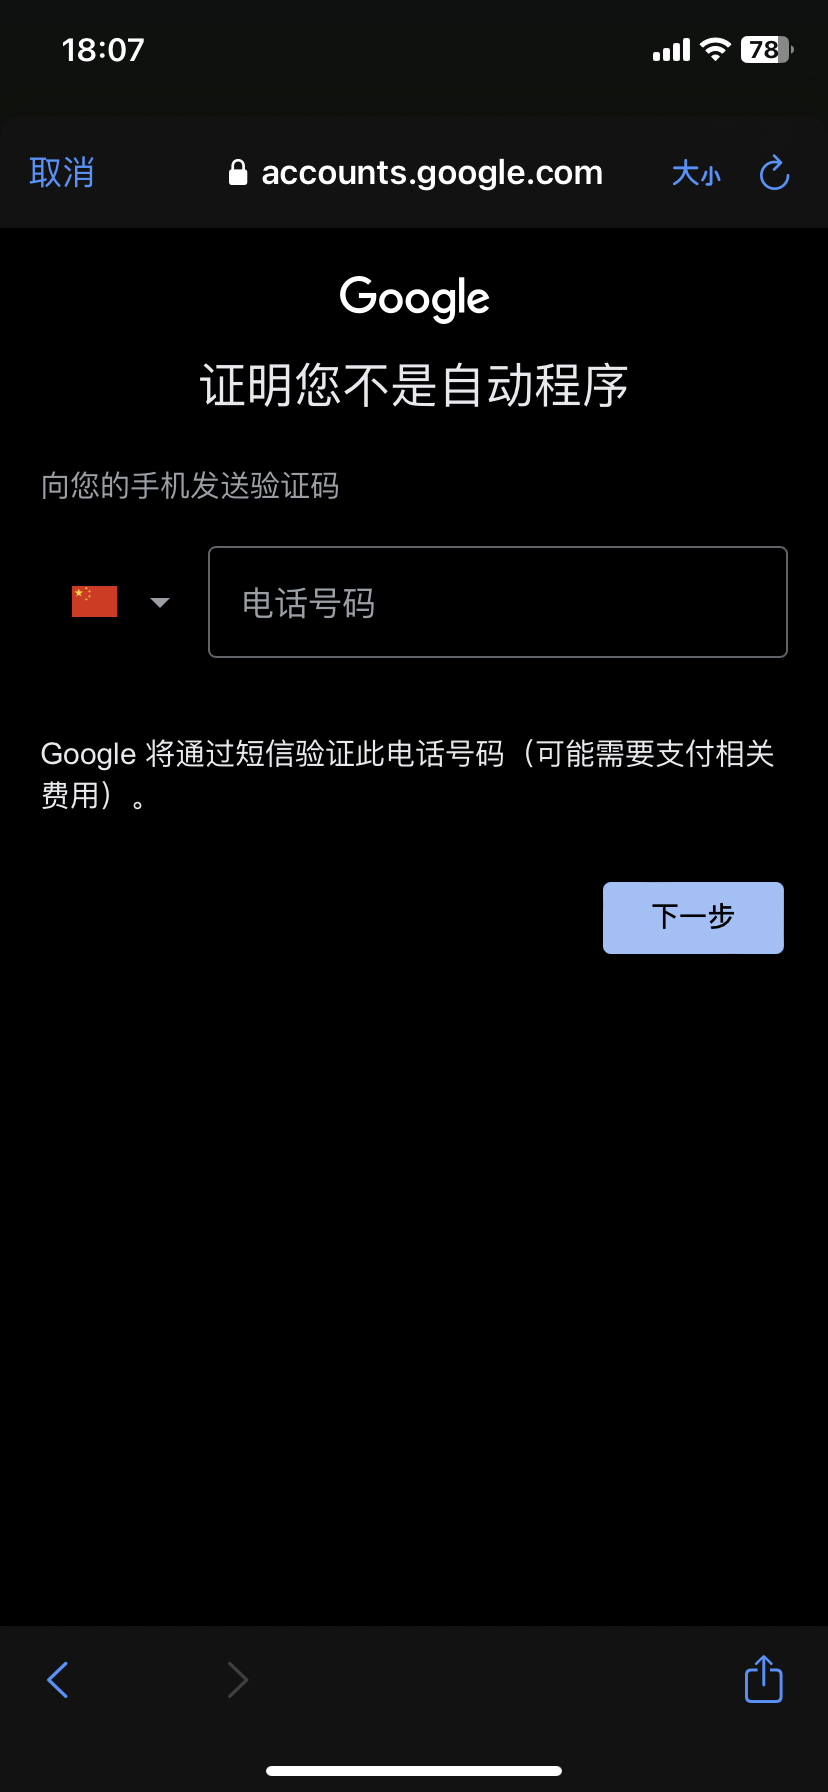 18:07
78
取消
accounts.google.com
大小
Google
证明您不是自动程序
向您的手机发送验证码
电话号码
Google 将通过短信验证此电话号码（可能需要支付相关
费用）。
下一步